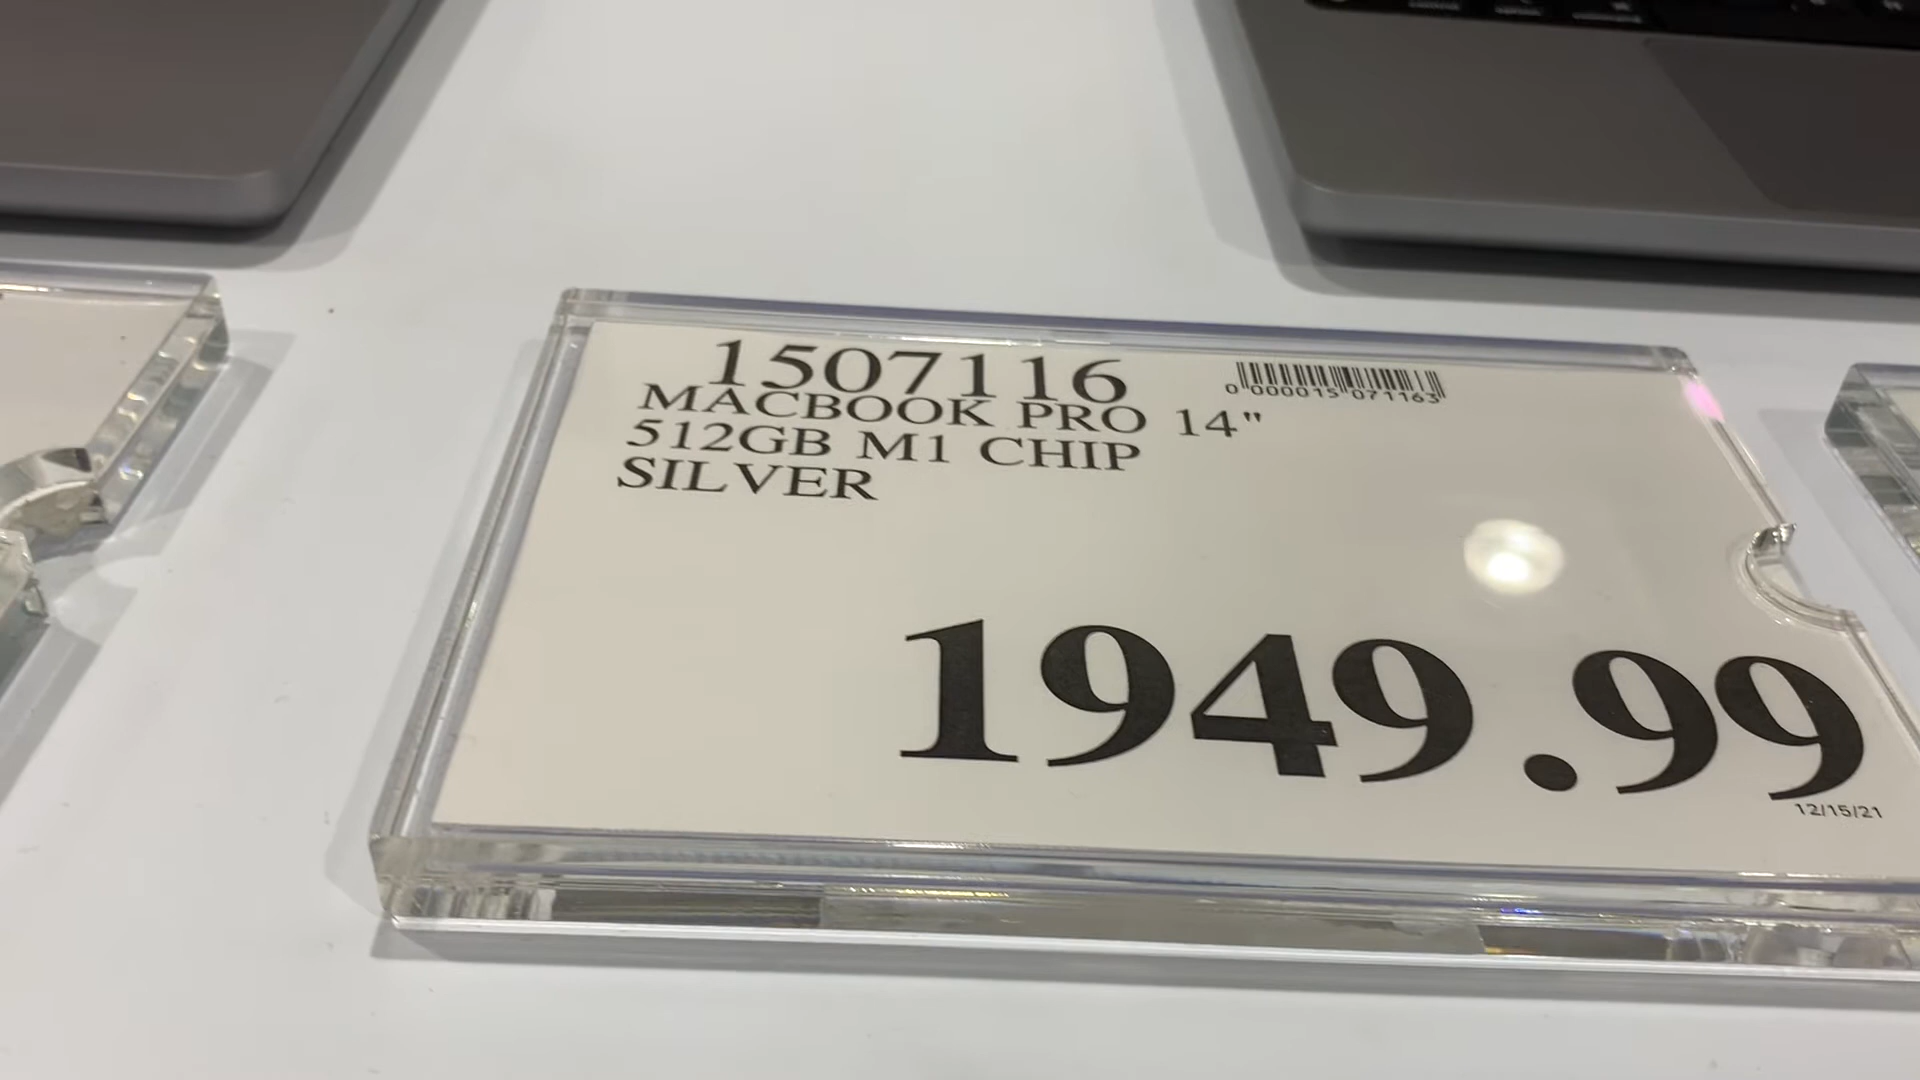 1507116
0 000015 071163
MACBOOK PRO 14"
512GB M1 CHIP
SILVER
1949.99
12/15/21